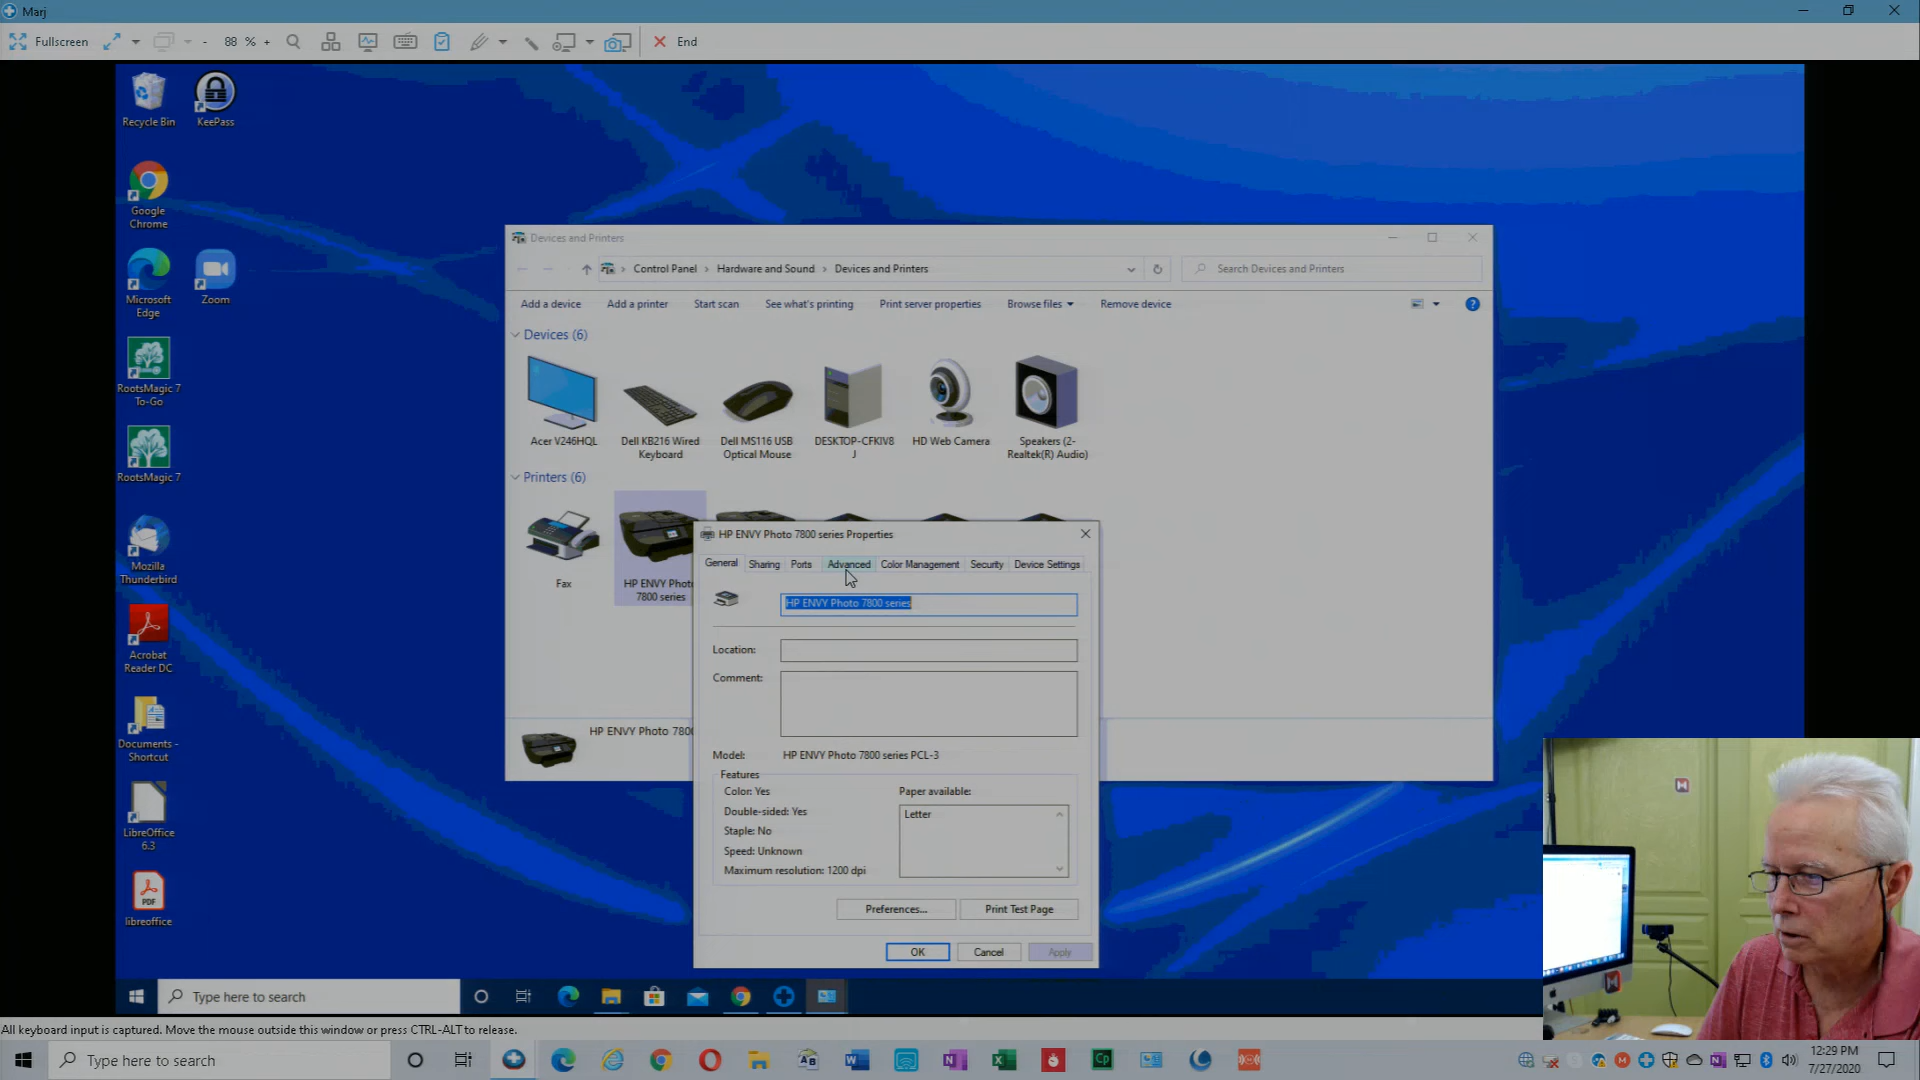 Marj
Fullscreen
- 88 % +
End
Recycle Bin
KeePass
Google
Chrome
Microsoft
Edge
Zoom
RootsMagic 7
To-Go
RootsMagic 7
Mozilla
Thunderbird
Acrobat
Reader DC
Documents -
Shortcut
LibreOffice
6.3
PDF
libreoffice
Devices and Printers
Control Panel > Hardware and Sound > Devices and Printers
Search Devices and Printers
Add a device
Add a printer
Start scan
See what's printing
Print server properties
Browse files
Remove device
?
Devices (6)
Acer V246HQL
Dell KB216 Wired
Keyboard
Dell MS116 USB
Optical Mouse
DESKTOP-CFKIV8
J
HD Web Camera
Speakers (2-
Realtek(R) Audio)
Printers (6)
Fax
HP ENVY Phot
7800 series
HP ENVY Photo 780
HP ENVY Photo 7800 series Properties
General
Sharing
Ports
Advanced
Color Management
Security
Device Settings
HP ENVY Photo 7800 series
Location:
Comment:
Model: HP ENVY Photo 7800 series PCL-3
Features
Color: Yes
Double-sided: Yes
Staple: No
Speed: Unknown
Maximum resolution: 1200 dpi
Paper available:
Letter
Preferences...
Print Test Page
OK
Cancel
Apply
Type here to search
All keyboard input is captured. Move the mouse outside this window or press CTRL-ALT to release.
Type here to search
12:29 PM
7/27/2020